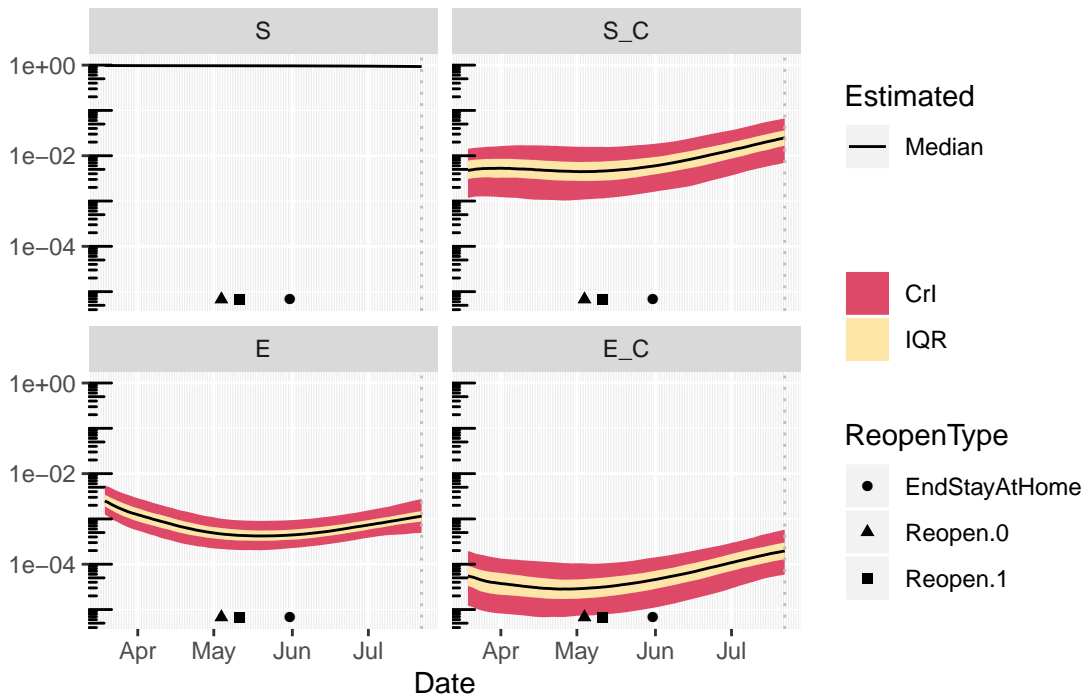 S
S_C
1e+00
1e−02
1e−04
E
E_C
1e+00
1e−02
1e−04
Apr
May
Jun
Jul
Apr
May
Jun
Jul
Date
Estimated
Median
CrI
IQR
ReopenType
EndStayAtHome
Reopen.0
Reopen.1